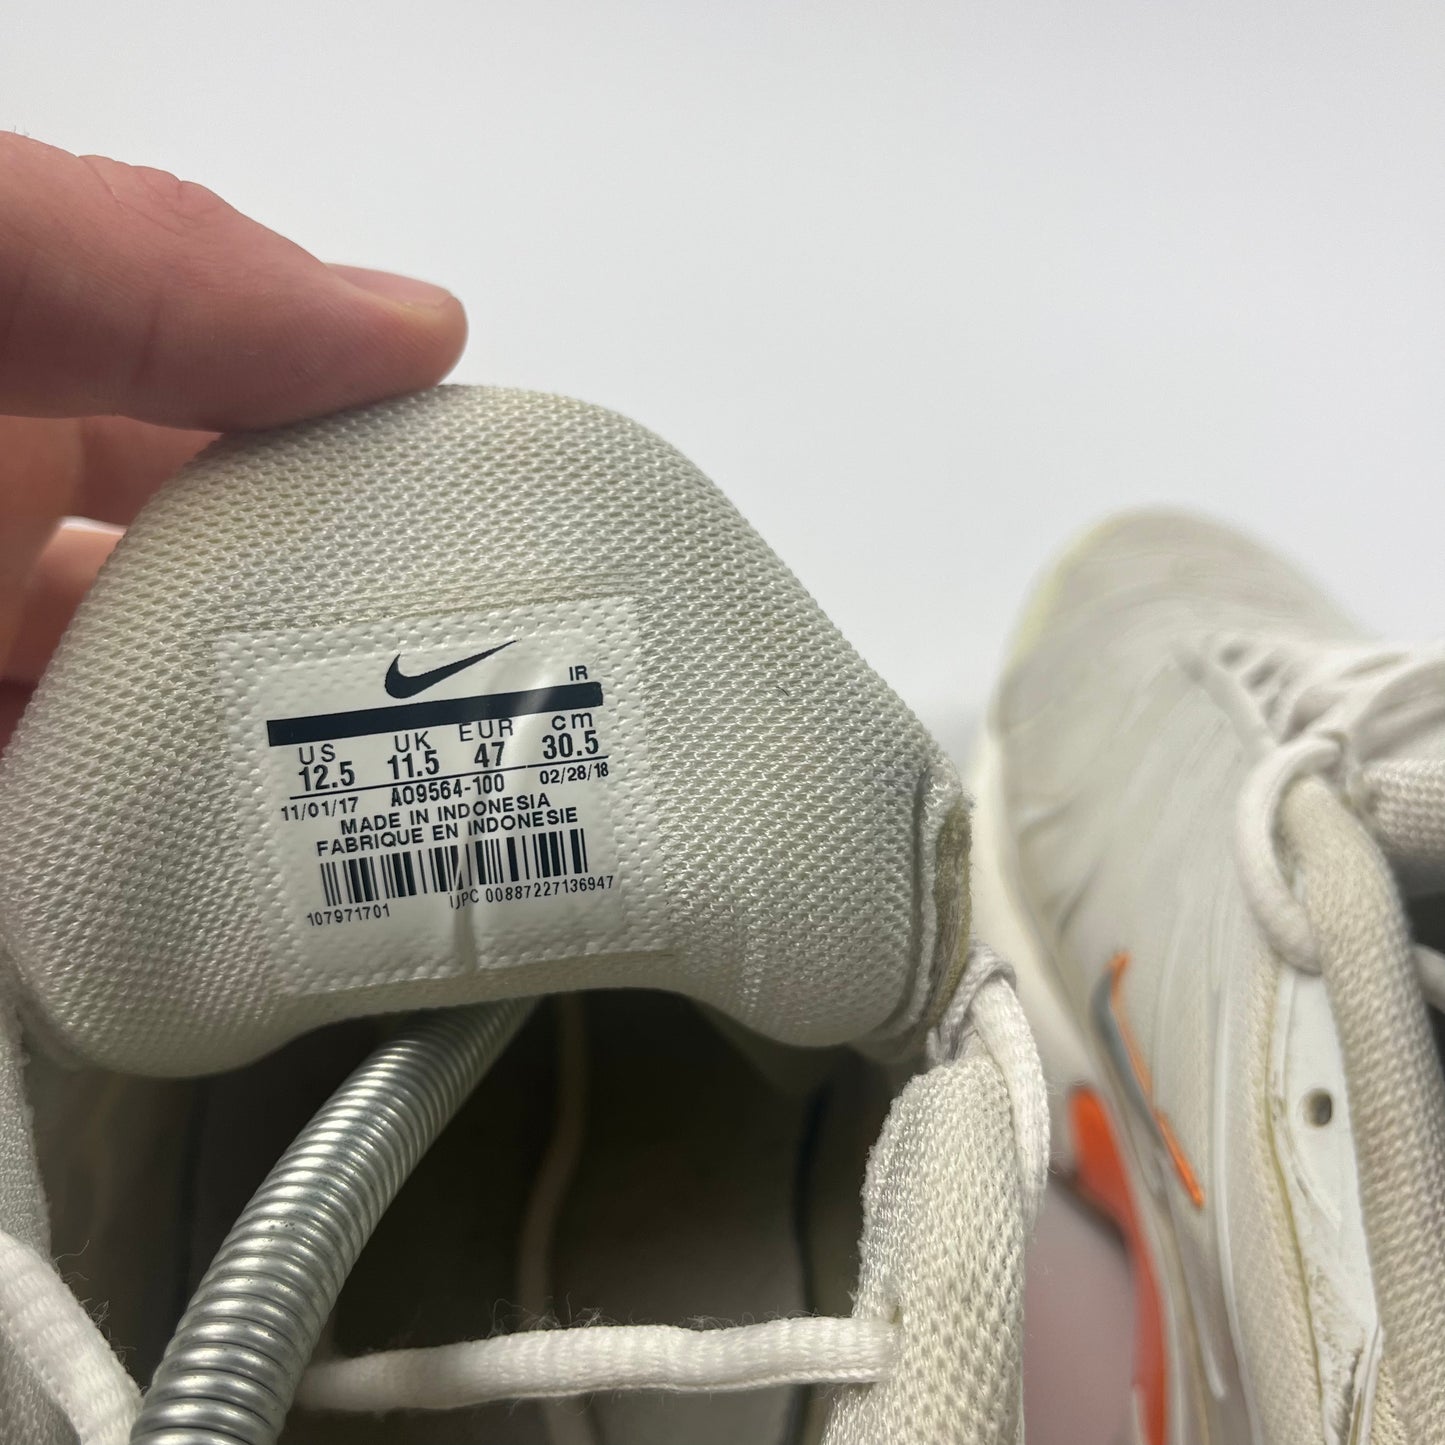 IR
US UK EUR cm
12.5 11.5 47 30.5
11/01/17 AO9564-100 02/28/18
MADE IN INDONESIA
FABRIQUE EN INDONESIE
107971701 UPC 00887227136947